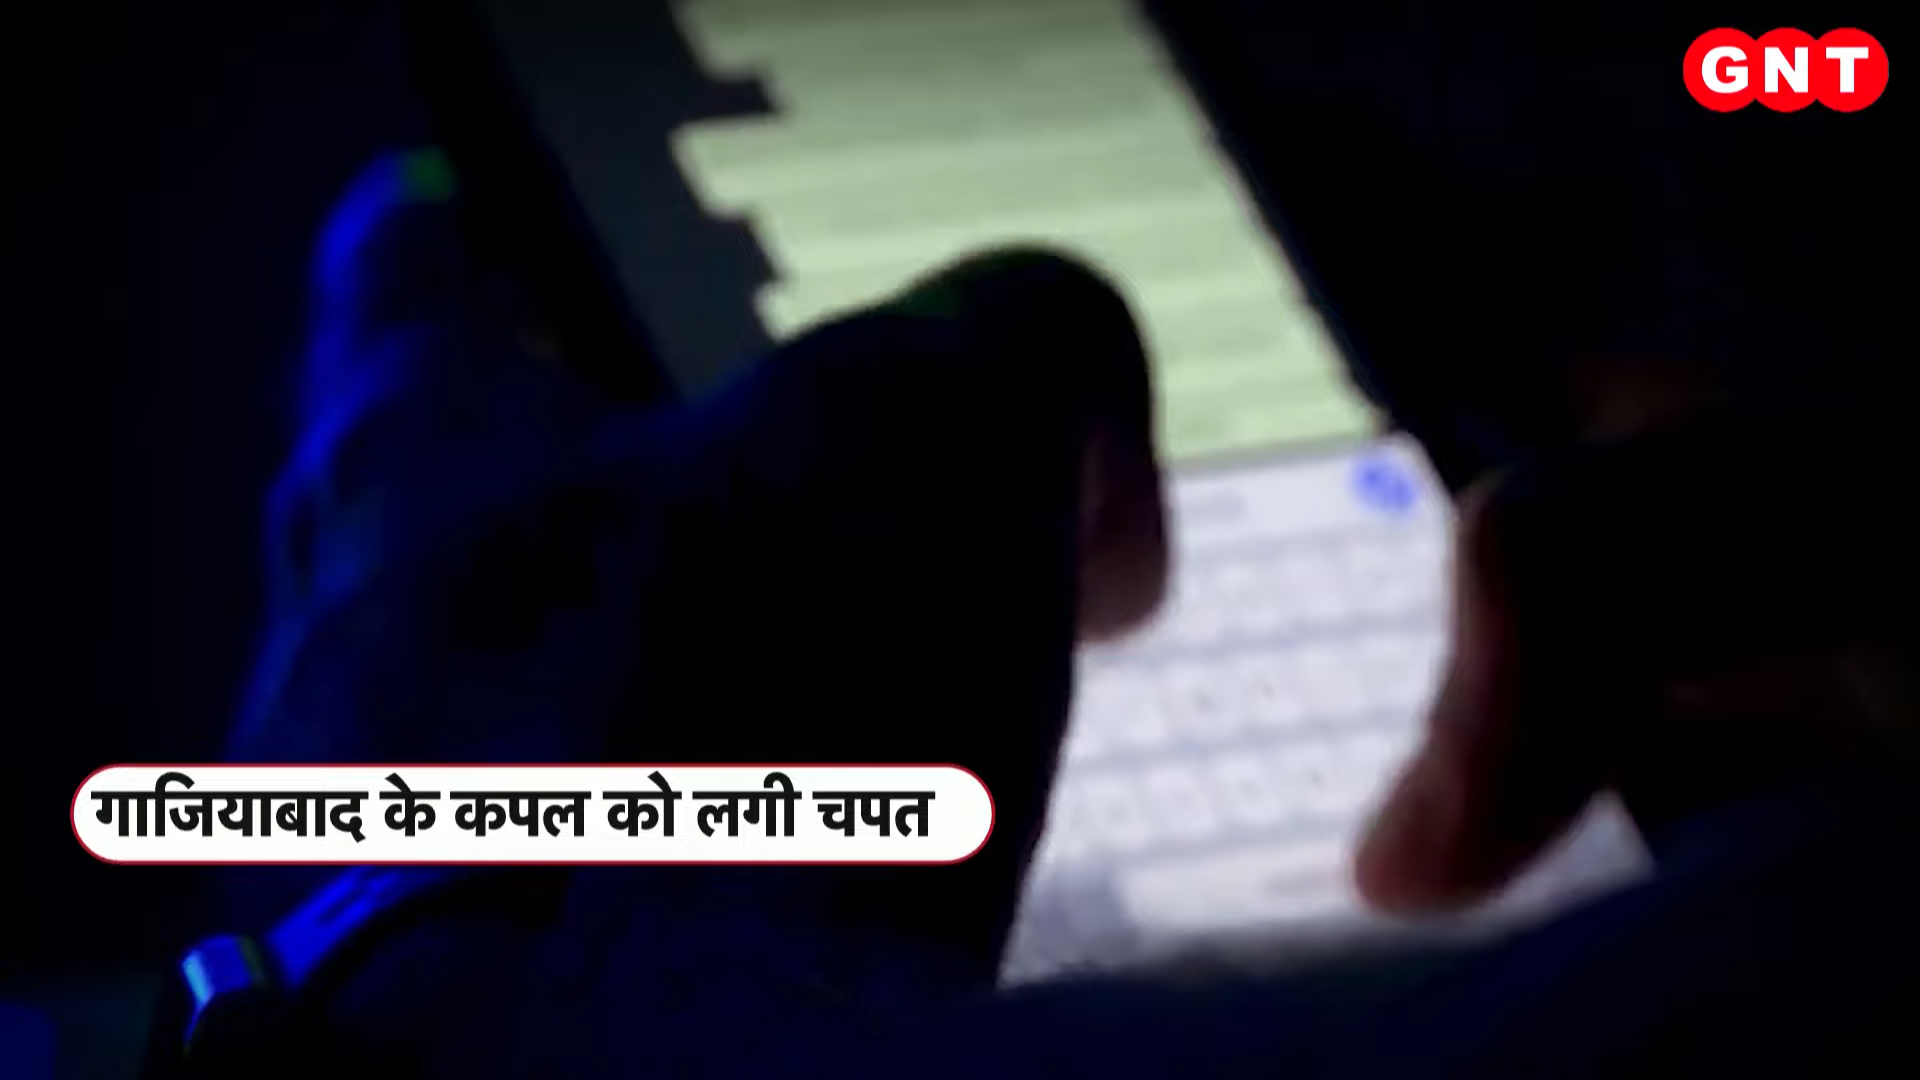 GNT
गाजियाबाद के कपल को लगी चपत